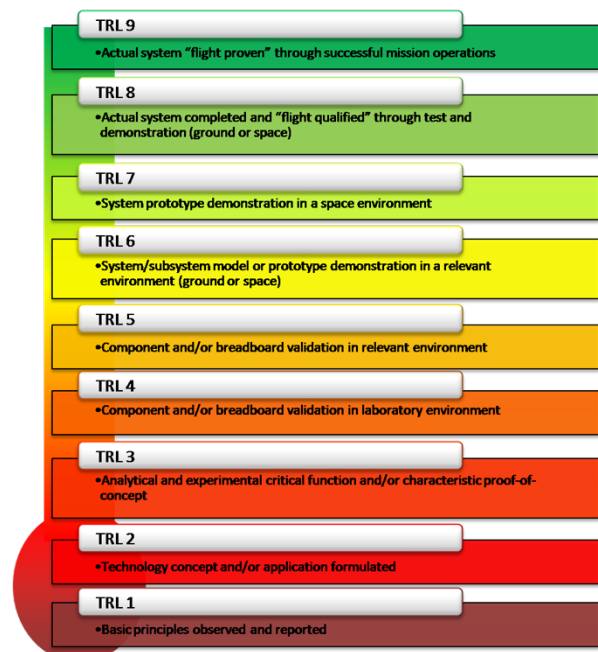 TRL 9
•Actual system “flight proven” through successful mission operations
TRL 8
•Actual system completed and “flight qualified” through test and
demonstration (ground or space)
TRL 7
•System prototype demonstration in a space environment
TRL 6
•System/subsystem model or prototype demonstration in a relevant
environment (ground or space)
TRL 5
•Component and/or breadboard validation in relevant environment
TRL 4
•Component and/or breadboard validation in laboratory environment
TRL 3
•Analytical and experimental critical function and/or characteristic proof-of-
concept
TRL 2
•Technology concept and/or application formulated
TRL 1
•Basic principles observed and reported